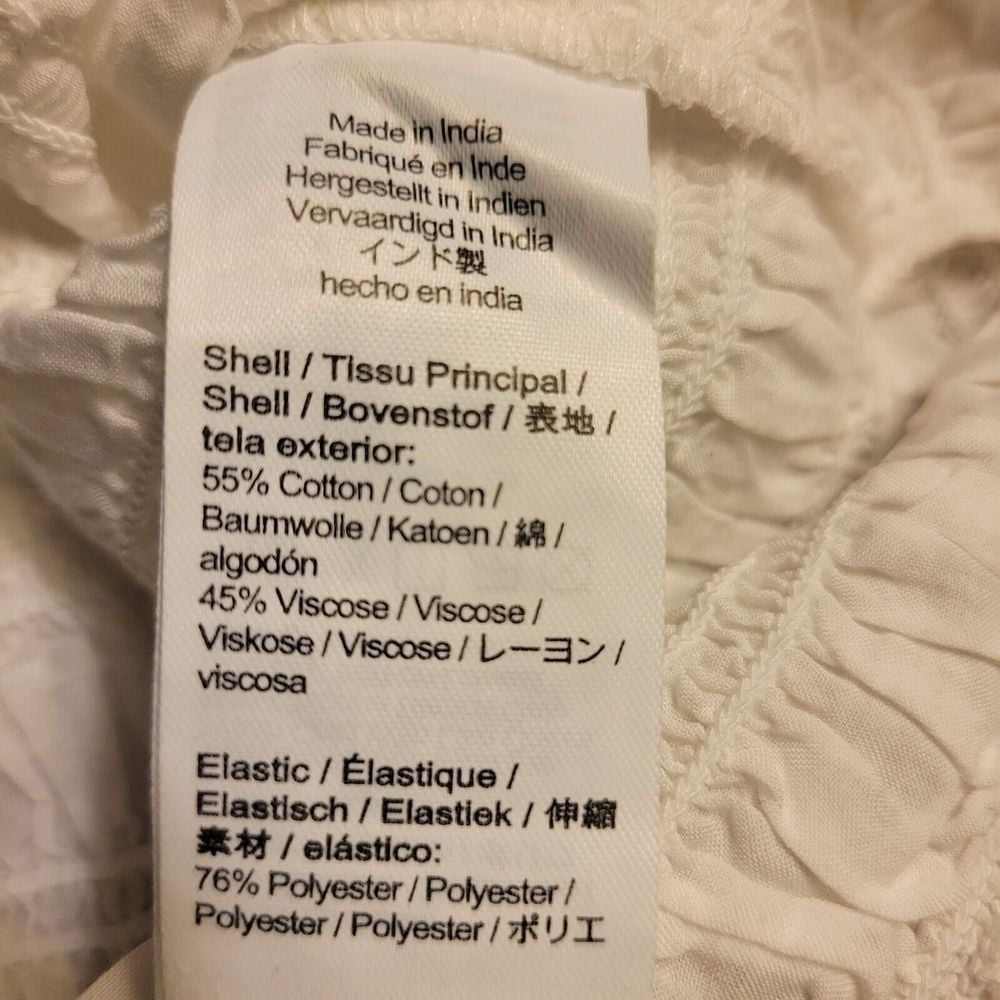 Made in India
Fabriqué en Inde
Hergestellt in Indien
Vervaardigd in India
インド製
hecho en india
Shell / Tissu Principal /
Shell / Bovenstof / 表地 /
tela exterior:
55% Cotton / Coton /
Baumwolle / Katoen / 綿 /
algodón
45% Viscose / Viscose /
Viskose / Viscose / レーヨン /
viscosa
Elastic / Élastique /
Elastisch / Elastiek / 伸縮
素材 / elástico:
76% Polyester / Polyester /
Polyester / Polyester / ポリエ